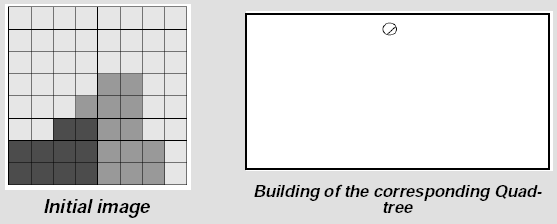 Initial image
Building of the corresponding Quad-
tree